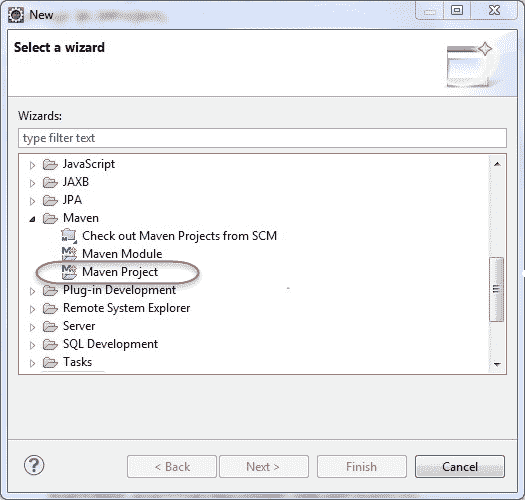 New
Select a wizard
Wizards:
type filter text
JavaScript
JAXB
JPA
Maven
Check out Maven Projects from SCM
Maven Module
Maven Project
Plug-in Development
Remote System Explorer
Server
SQL Development
Tasks
?
< Back
Next >
Finish
Cancel